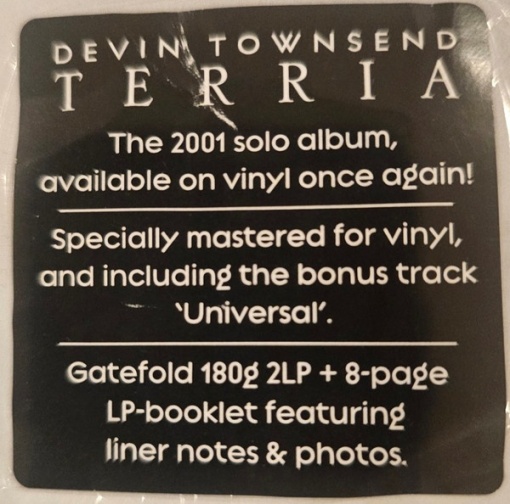 DEVIN TOWNSEND
TERRIA
The 2001 solo album,
available on vinyl once again!
Specially mastered for vinyl,
and including the bonus track
‘Universal’.
Gatefold 180g 2LP + 8-page
LP-booklet featuring
liner notes & photos.